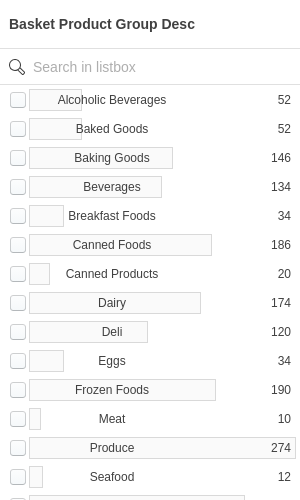 Basket Product Group Desc
Search in listbox
Alcoholic Beverages 52
Baked Goods 52
Baking Goods 146
Beverages 134
Breakfast Foods 34
Canned Foods 186
Canned Products 20
Dairy 174
Deli 120
Eggs 34
Frozen Foods 190
Meat 10
Produce 274
Seafood 12